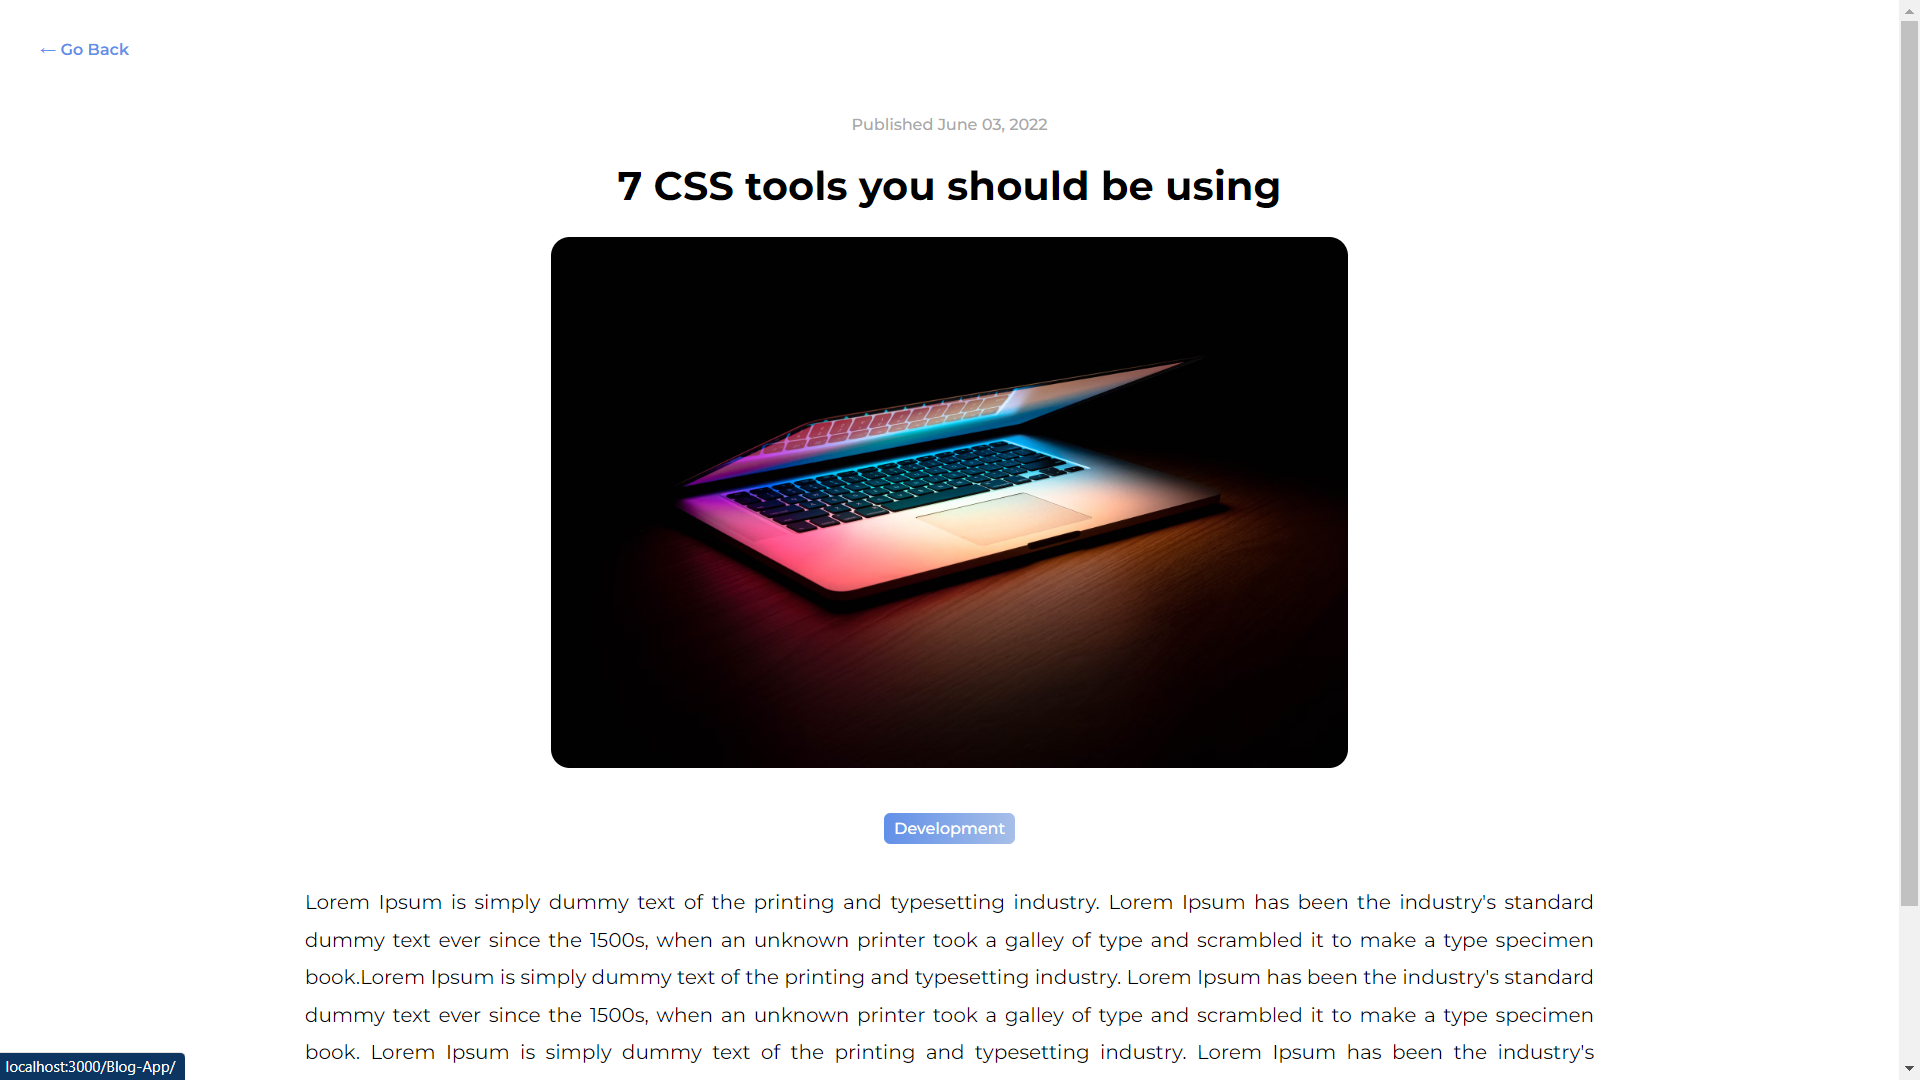 ← Go Back
Published June 03, 2022
7 CSS tools you should be using
Development
Lorem Ipsum is simply dummy text of the printing and typesetting industry. Lorem Ipsum has been the industry's standard
dummy text ever since the 1500s, when an unknown printer took a galley of type and scrambled it to make a type specimen
book.Lorem Ipsum is simply dummy text of the printing and typesetting industry. Lorem Ipsum has been the industry's standard
dummy text ever since the 1500s, when an unknown printer took a galley of type and scrambled it to make a type specimen
book. Lorem Ipsum is simply dummy text of the printing and typesetting industry. Lorem Ipsum has been the industry's
localhost:3000/Blog-App/